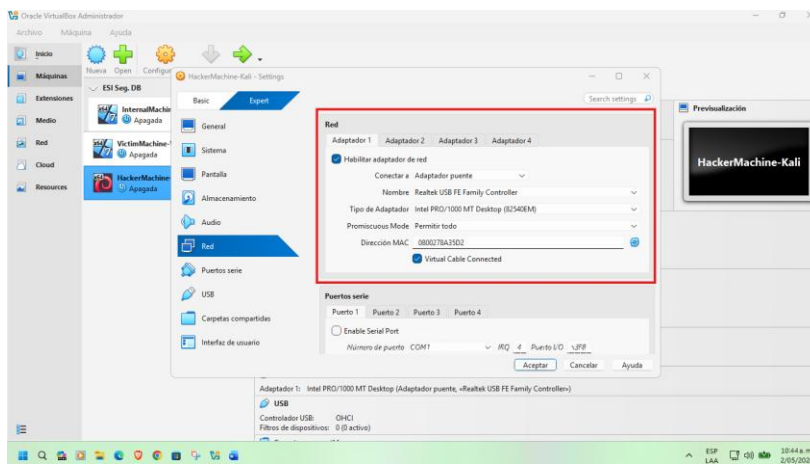 Oracle VirtualBox Administrador
Archivo Máquina Ayuda
Inicio
Máquinas
Extensiones
Medio
Red
Cloud
Resources
Nueva Open Configur
ESI Seg. DB
InternalMachin
Apagada
VictimMachine-
Apagada
HackerMachine
Apagada
HackerMachine-Kali - Settings
Basic Expert
Search settings
General
Sistema
Pantalla
Almacenamiento
Audio
Red
Puertos serie
USB
Carpetas compartidas
Interfaz de usuario
Red
Adaptador 1 Adaptador 2 Adaptador 3 Adaptador 4
Habilitar adaptador de red
Conectar a Adaptador puente
Nombre Realtek USB FE Family Controller
Tipo de Adaptador Intel PRO/1000 MT Desktop (82540EM)
Promiscuous Mode Permitir todo
Dirección MAC 0800278A35D2
Virtual Cable Connected
Puertos serie
Puerto 1 Puerto 2 Puerto 3 Puerto 4
Enable Serial Port
Número de puerto COM1 IRQ 4 Puerto I/O
Aceptar Cancelar Ayuda
Previsualización
HackerMachine-Kali
Adaptador 1: Intel PRO/1000 MT Desktop (Adaptador puente, «Realtek USB FE Family Controller»)
USB
Controlador USB: OHCI
Filtros de dispositivos: 0 (0 activo)
ESP
LAA
10:44 a.
2/05/202